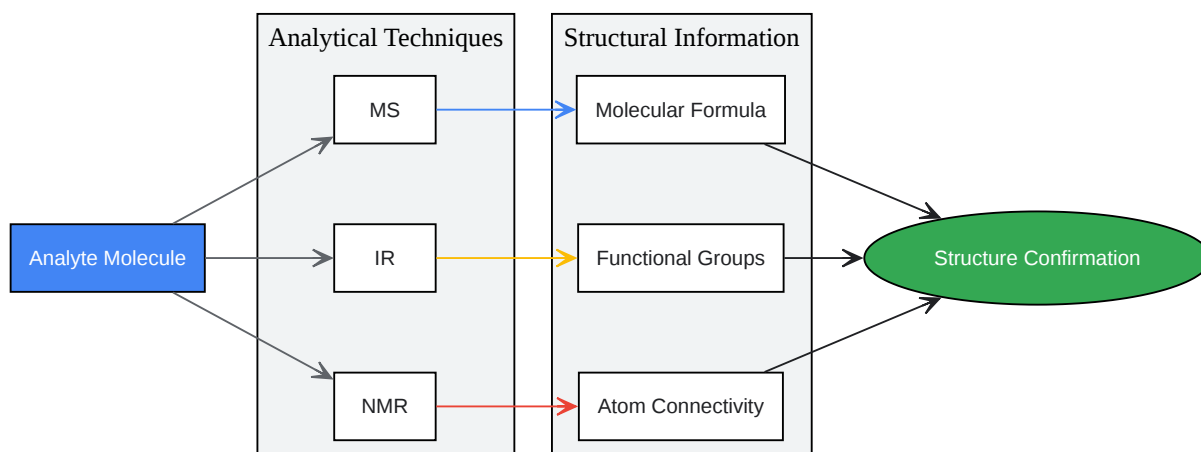 Analytical Techniques
Structural Information
MS
Molecular Formula
Analyte Molecule
IR
Functional Groups
Structure Confirmation
NMR
Atom Connectivity